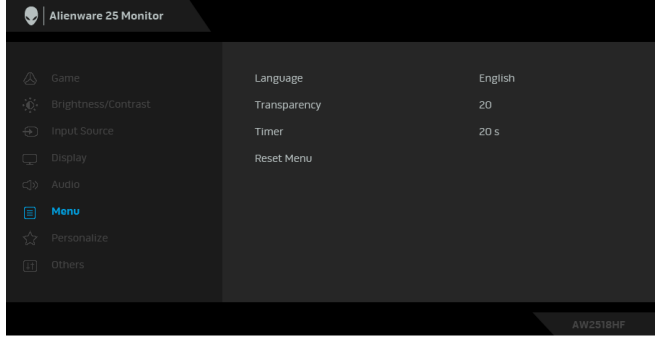 Alienware 25 Monitor
Game
Language English
Brightness/Contrast
Transparency 20
Input Source
Timer 20 s
Display
Reset Menu
Audio
Menu
Personalize
Others
AW2518HF